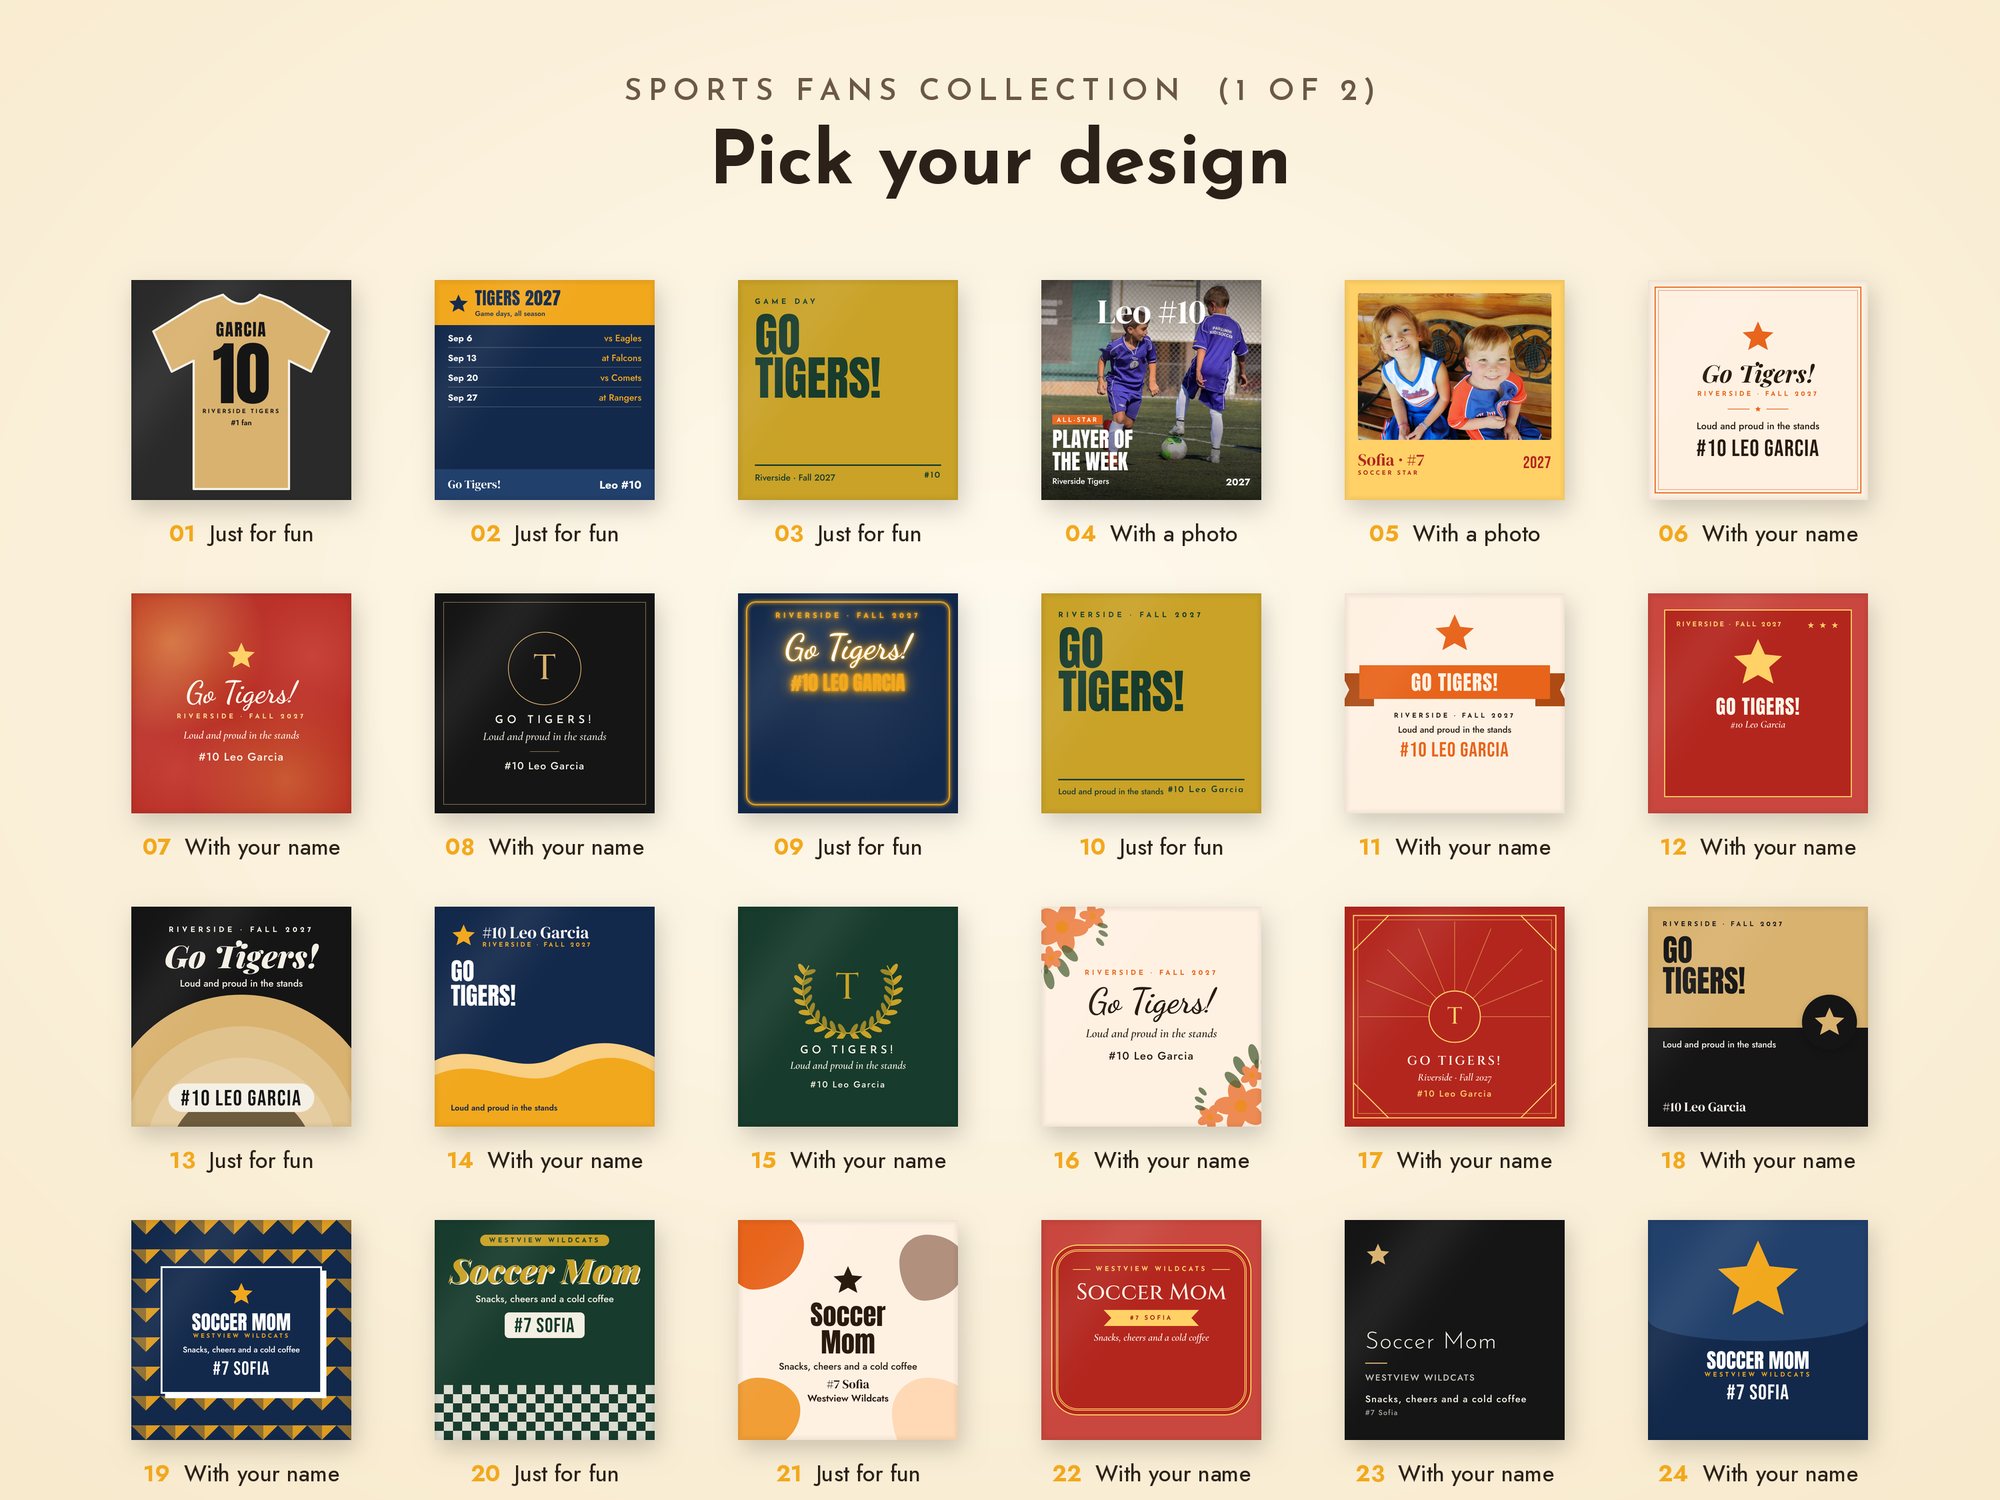 SPORTS FANS COLLECTION (1 OF 2)
Pick your design
GARCIA
10
RIVERSIDE TIGERS
#1 fan
01 Just for fun
TIGERS 2027
Game days, all season
Sep 6 vs Eagles
Sep 13 at Falcons
Sep 20 vs Comets
Sep 27 at Rangers
Go Tigers! Leo #10
02 Just for fun
GAME DAY
GO
TIGERS!
Riverside · Fall 2027 #10
03 Just for fun
Leo #10
ALL-STAR
PLAYER OF
THE WEEK
Riverside Tigers 2027
04 With a photo
Sofia · #7
SOCCER STAR
2027
05 With a photo
Go Tigers!
RIVERSIDE · FALL 2027
Loud and proud in the stands
#10 LEO GARCIA
06 With your name
Go Tigers!
RIVERSIDE · FALL 2027
Loud and proud in the stands
#10 Leo Garcia
07 With your name
T
GO TIGERS!
Loud and proud in the stands
#10 Leo Garcia
08 With your name
RIVERSIDE · FALL 2027
Go Tigers!
#10 LEO GARCIA
09 Just for fun
RIVERSIDE · FALL 2027
GO
TIGERS!
Loud and proud in the stands #10 Leo Garcia
10 Just for fun
GO TIGERS!
RIVERSIDE · FALL 2027
Loud and proud in the stands
#10 LEO GARCIA
11 With your name
RIVERSIDE · FALL 2027
GO TIGERS!
#10 Leo Garcia
12 With your name
RIVERSIDE · FALL 2027
Go Tigers!
Loud and proud in the stands
#10 LEO GARCIA
13 Just for fun
#10 Leo Garcia
RIVERSIDE · FALL 2027
GO
TIGERS!
Loud and proud in the stands
14 With your name
T
GO TIGERS!
Loud and proud in the stands
#10 Leo Garcia
15 With your name
RIVERSIDE · FALL 2027
Go Tigers!
Loud and proud in the stands
#10 Leo Garcia
16 With your name
T
GO TIGERS!
Riverside · Fall 2027
#10 Leo Garcia
17 With your name
RIVERSIDE · FALL 2027
GO
TIGERS!
Loud and proud in the stands
#10 Leo Garcia
18 With your name
SOCCER MOM
WESTVIEW WILDCATS
Snacks, cheers and a cold coffee
#7 SOFIA
19 With your name
WESTVIEW WILDCATS
Soccer Mom
Snacks, cheers and a cold coffee
#7 SOFIA
20 Just for fun
Soccer
Mom
Snacks, cheers and a cold coffee
#7 Sofia
Westview Wildcats
21 Just for fun
WESTVIEW WILDCATS
SOCCER MOM
#7 SOFIA
Snacks, cheers and a cold coffee
22 With your name
Soccer Mom
WESTVIEW WILDCATS
Snacks, cheers and a cold coffee
#7 Sofia
23 With your name
SOCCER MOM
WESTVIEW WILDCATS
#7 SOFIA
24 With your name